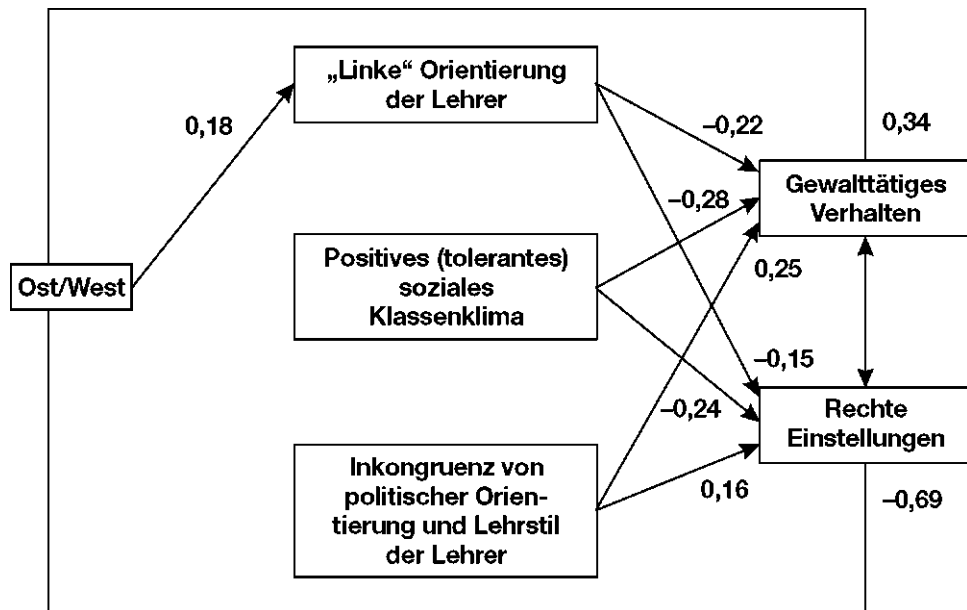 „Linke“ Orientierung
der Lehrer
0,18
–0,22
0,34
Gewalttätiges
Verhalten
–0,28
Positives (tolerantes)
soziales
Klassenklima
0,25
Ost/West
–0,15
–0,24
Rechte
Einstellungen
Inkongruenz von
politischer Orien-
tierung und Lehrstil
der Lehrer
0,16
–0,69